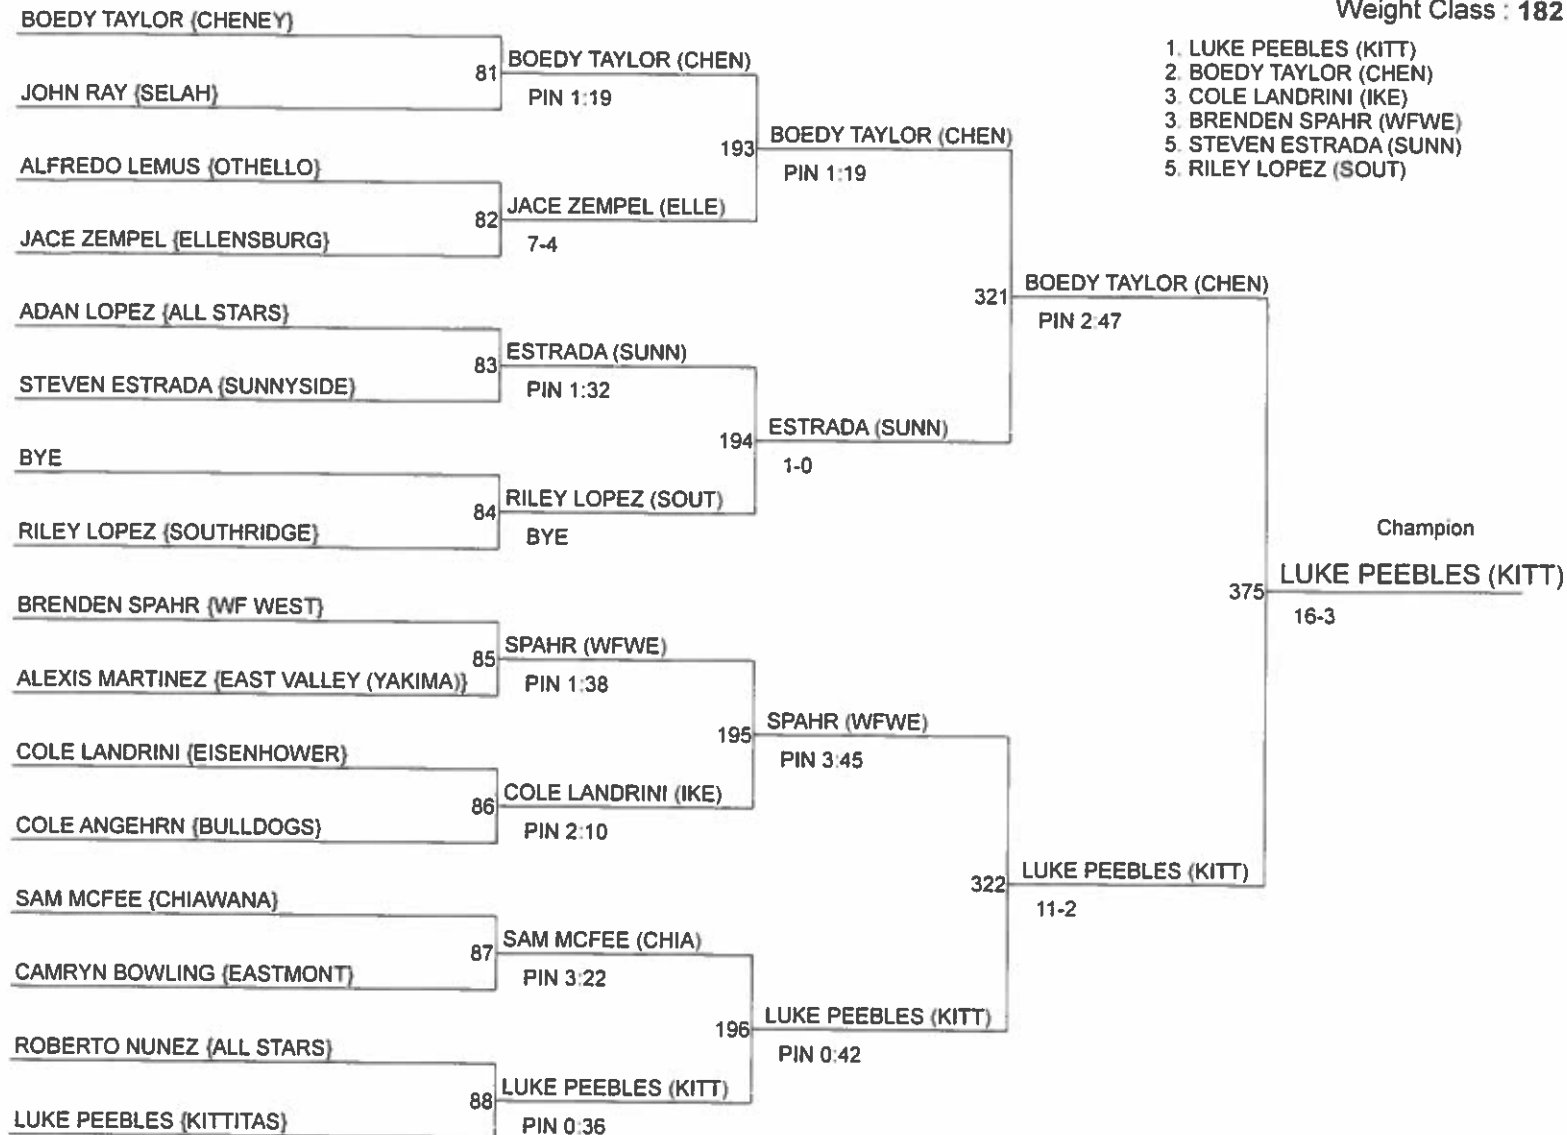 Weight Class : 182
1. LUKE PEEBLES (KITT)
2. BOEDY TAYLOR (CHEN)
3. COLE LANDRINI (IKE)
3. BRENDEN SPAHR (WFWE)
5. STEVEN ESTRADA (SUNN)
5. RILEY LOPEZ (SOUT)
BOEDY TAYLOR {CHENEY}
JOHN RAY {SELAH}
ALFREDO LEMUS {OTHELLO}
JACE ZEMPEL {ELLENSBURG}
ADAN LOPEZ {ALL STARS}
STEVEN ESTRADA {SUNNYSIDE}
BYE
RILEY LOPEZ {SOUTHRIDGE}
BRENDEN SPAHR {WF WEST}
ALEXIS MARTINEZ {EAST VALLEY (YAKIMA)}
COLE LANDRINI {EISENHOWER}
COLE ANGEHRN {BULLDOGS}
SAM MCFEE {CHIAWANA}
CAMRYN BOWLING {EASTMONT}
ROBERTO NUNEZ {ALL STARS}
LUKE PEEBLES {KITTITAS}
81 BOEDY TAYLOR (CHEN)
PIN 1:19
82 JACE ZEMPEL (ELLE)
7-4
83 ESTRADA (SUNN)
PIN 1:32
84 RILEY LOPEZ (SOUT)
BYE
85 SPAHR (WFWE)
PIN 1:38
86 COLE LANDRINI (IKE)
PIN 2:10
87 SAM MCFEE (CHIA)
PIN 3:22
88 LUKE PEEBLES (KITT)
PIN 0:36
193 BOEDY TAYLOR (CHEN)
PIN 1:19
194 ESTRADA (SUNN)
1-0
195 SPAHR (WFWE)
PIN 3:45
196 LUKE PEEBLES (KITT)
PIN 0:42
321 BOEDY TAYLOR (CHEN)
PIN 2:47
322 LUKE PEEBLES (KITT)
11-2
Champion
375 LUKE PEEBLES (KITT)
16-3